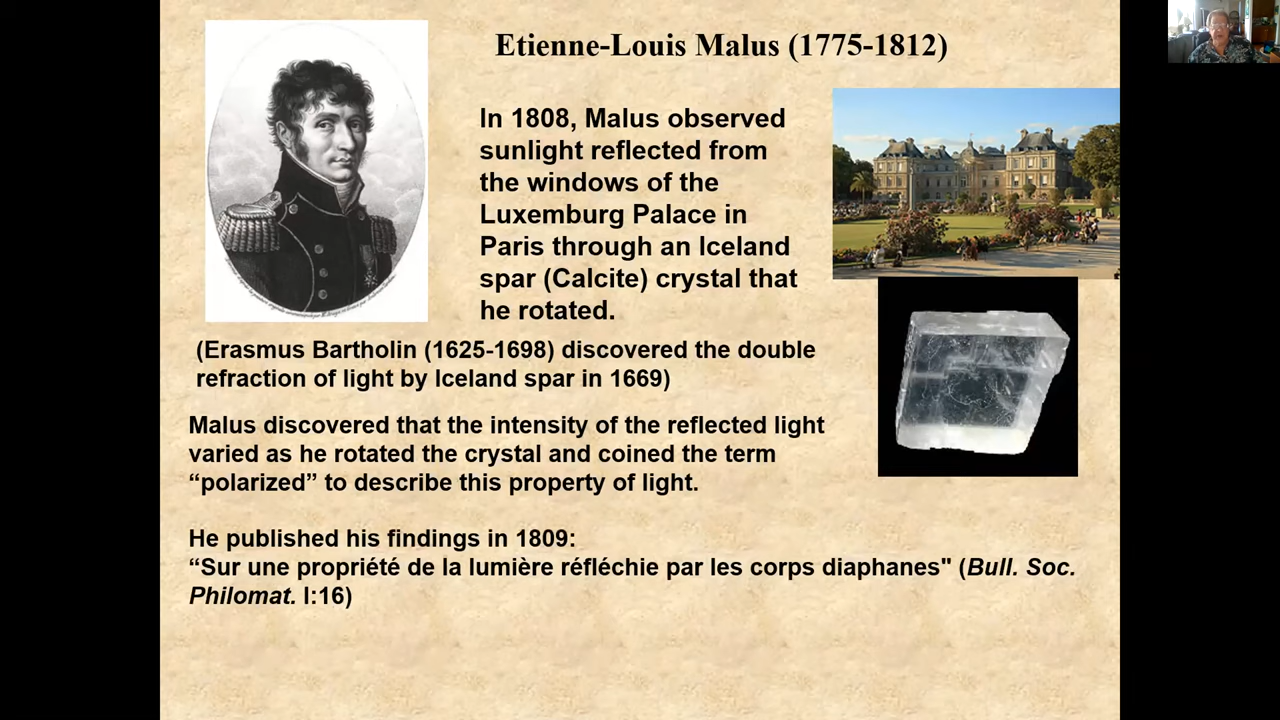 Etienne-Louis Malus (1775-1812)
In 1808, Malus observed
sunlight reflected from
the windows of the
Luxemburg Palace in
Paris through an Iceland
spar (Calcite) crystal that
he rotated.
(Erasmus Bartholin (1625-1698) discovered the double
refraction of light by Iceland spar in 1669)
Malus discovered that the intensity of the reflected light
varied as he rotated the crystal and coined the term
“polarized” to describe this property of light.
He published his findings in 1809:
“Sur une propriété de la lumière réfléchie par les corps diaphanes" (Bull. Soc.
Philomat. I:16)